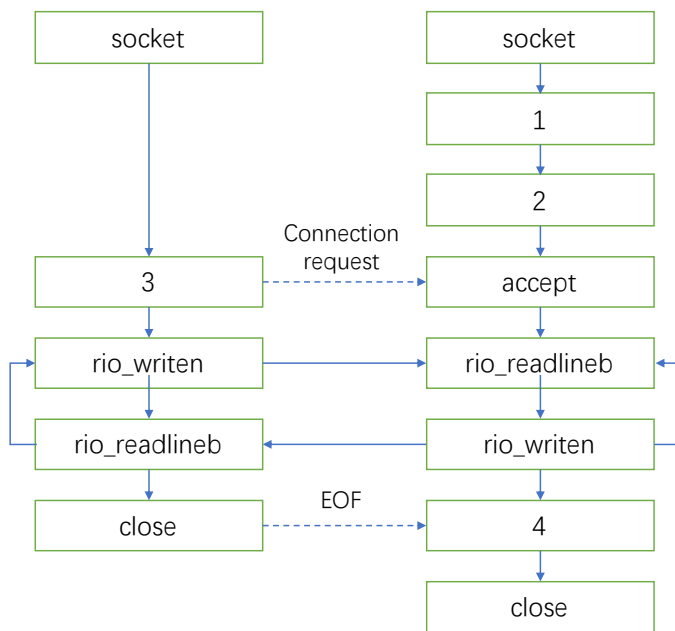 socket
socket
1
2
Connection
request
3
accept
rio_writen
rio_readlineb
rio_readlineb
rio_writen
EOF
close
4
close